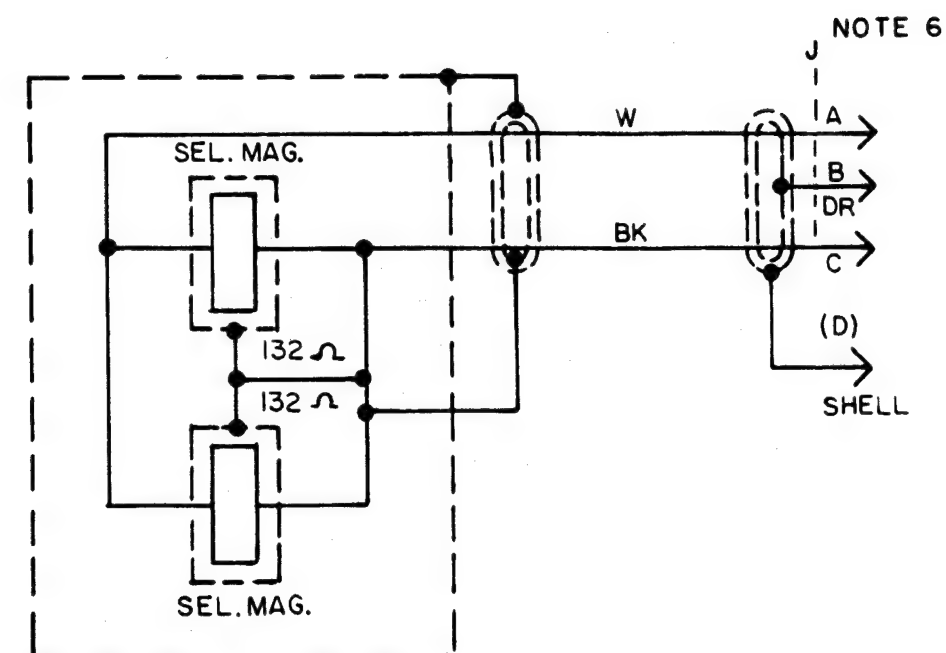 NOTE 6
J
W
A
SEL. MAG.
B
DR
BK
C
(D)
132 Ω
132 Ω
SHELL
SEL. MAG.